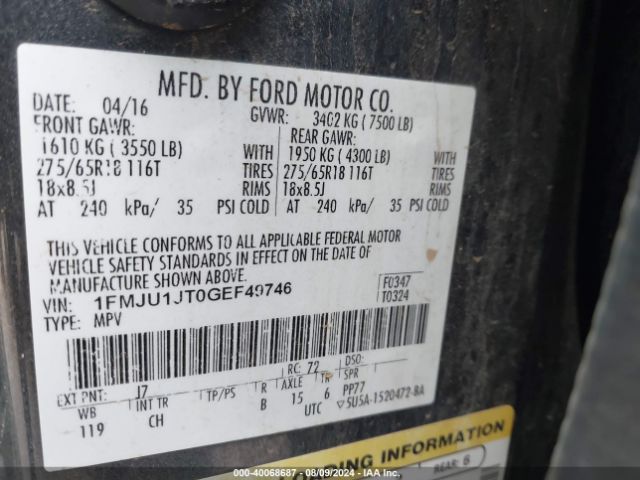 MFD. BY FORD MOTOR CO.
DATE: 04/16 GVWR: 3402 KG ( 7500 LB)
FRONT GAWR: REAR GAWR:
1610 KG ( 3550 LB) WITH 1950 KG ( 4300 LB) WITH
275/65R18 116T TIRES 275/65R18 116T TIRES
18x8.5J RIMS 18x8.5J RIMS
AT 240 kPa/ 35 PSI COLD AT 240 kPa/ 35 PSI COLD
THIS VEHICLE CONFORMS TO ALL APPLICABLE FEDERAL MOTOR
VEHICLE SAFETY STANDARDS IN EFFECT ON THE DATE OF
MANUFACTURE SHOWN ABOVE.
VIN: 1FMJU1JT0GEF49746 F0347
TYPE: MPV T0324
EXT PNT: J7 RC: 72 DSO:
WB INT TR TP/PS R AXLE TR SPR
119 CH B 15 6 PP77
UTC ▽5U5A-1520472-BA
DING INFORMATION
REAR: 6
000-40068687 - 08/09/2024 - IAAI.COM